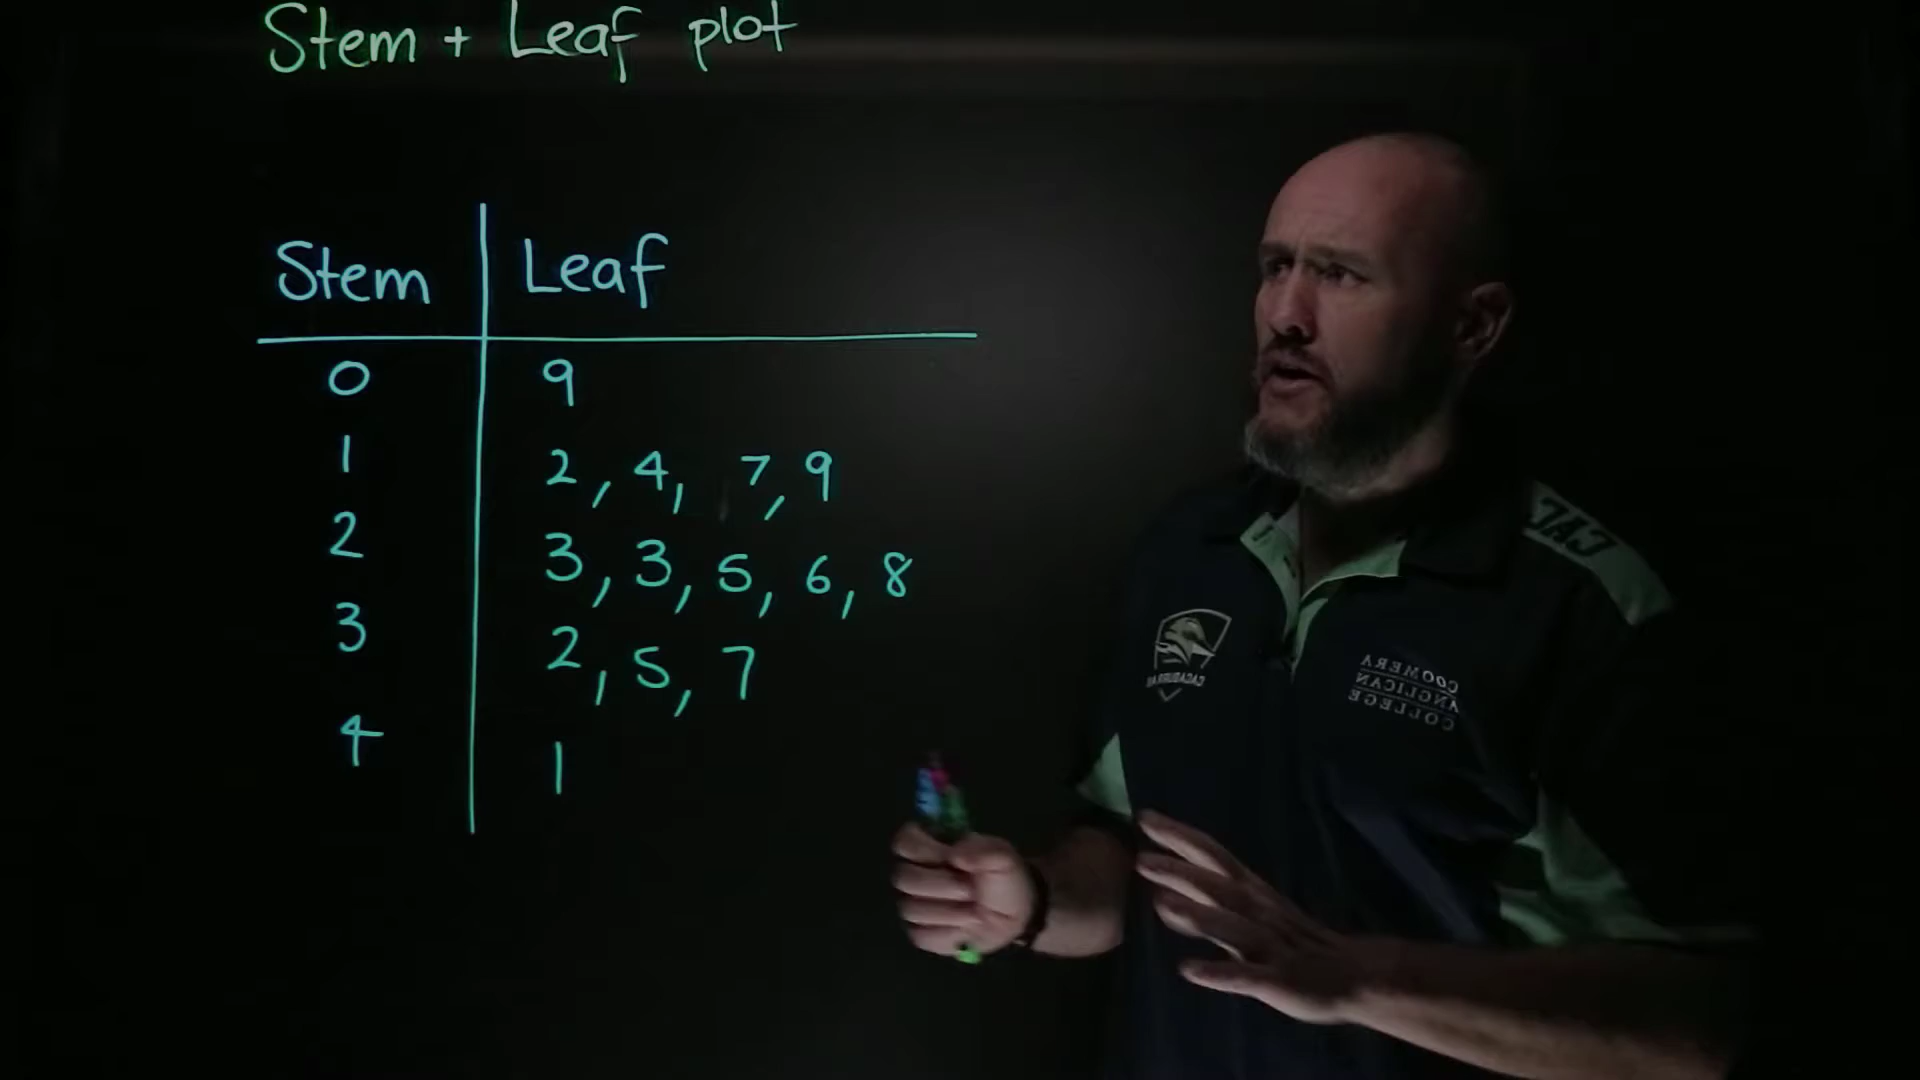 Stem + Leaf plot
Stem | Leaf
0 | 9
1 | 2, 4, 7, 9
2 | 3, 3, 5, 6, 8
3 | 2, 5, 7
4 | 1
CAC
COOMERA
ANGLICAN
COLLEGE